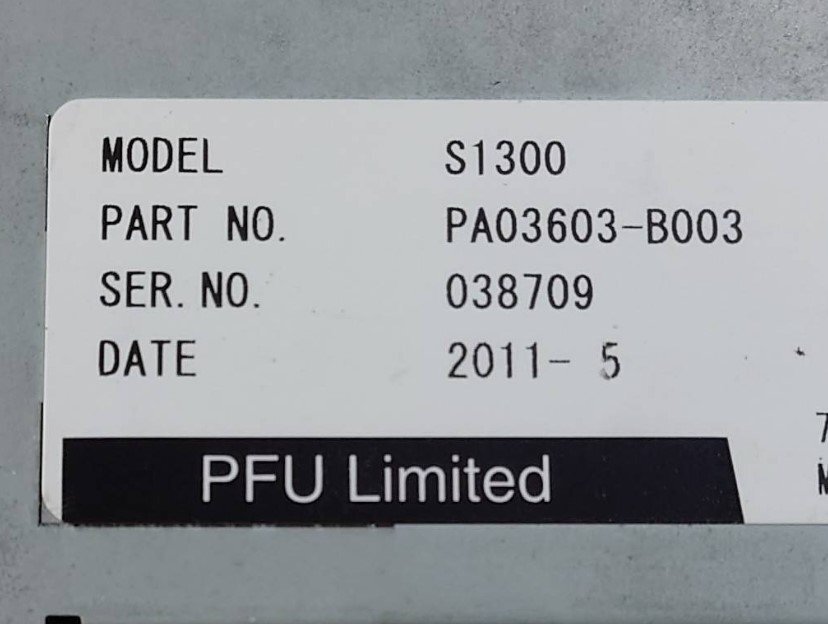 MODEL S1300
PART NO. PA03603-B003
SER. NO. 038709
DATE 2011- 5
PFU Limited